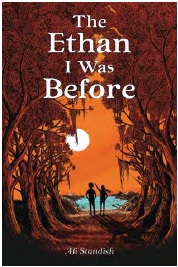 The
Ethan
I Was
Before
Ali Standish